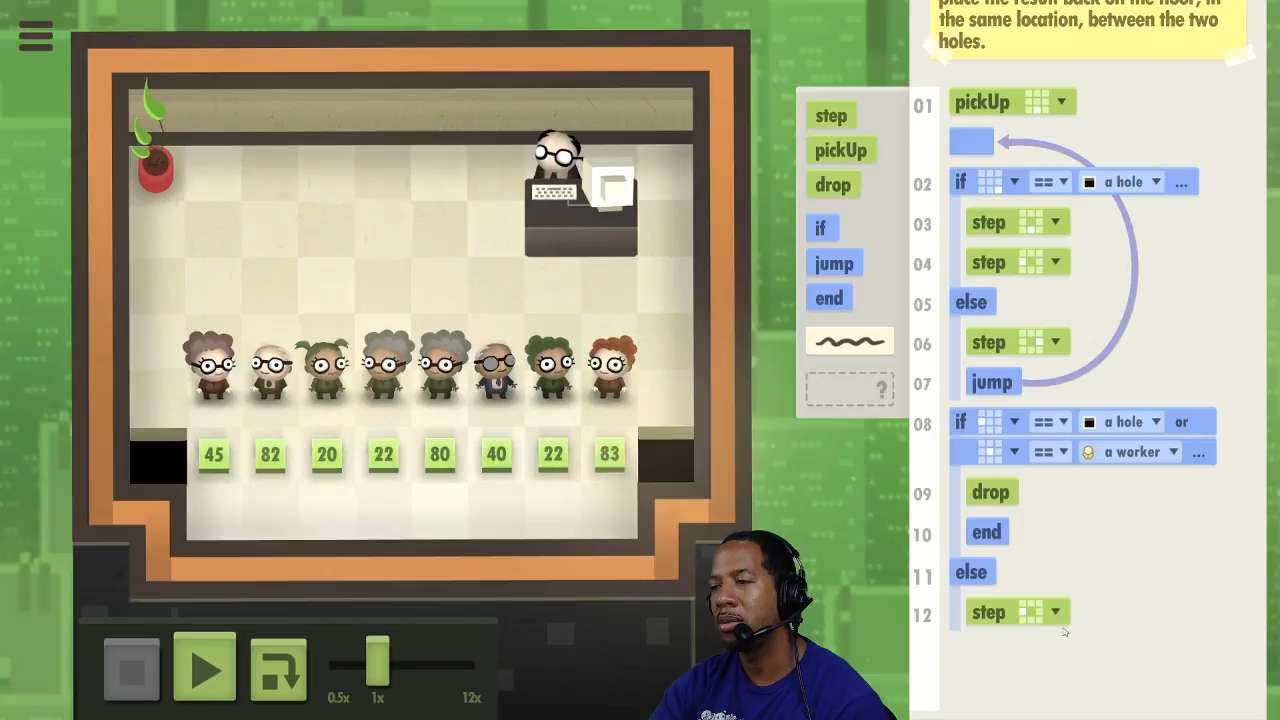 place the result back on the floor, in
the same location, between the two
holes.
step
pickUp
drop
if
jump
end
?
01 pickUp
02 if == a hole ...
03 step
04 step
05 else
06 step
07 jump
08 if == a hole or
== a worker ...
09 drop
10 end
11 else
12 step
45 82 20 22 80 40 22 83
0.5x 1x 12x